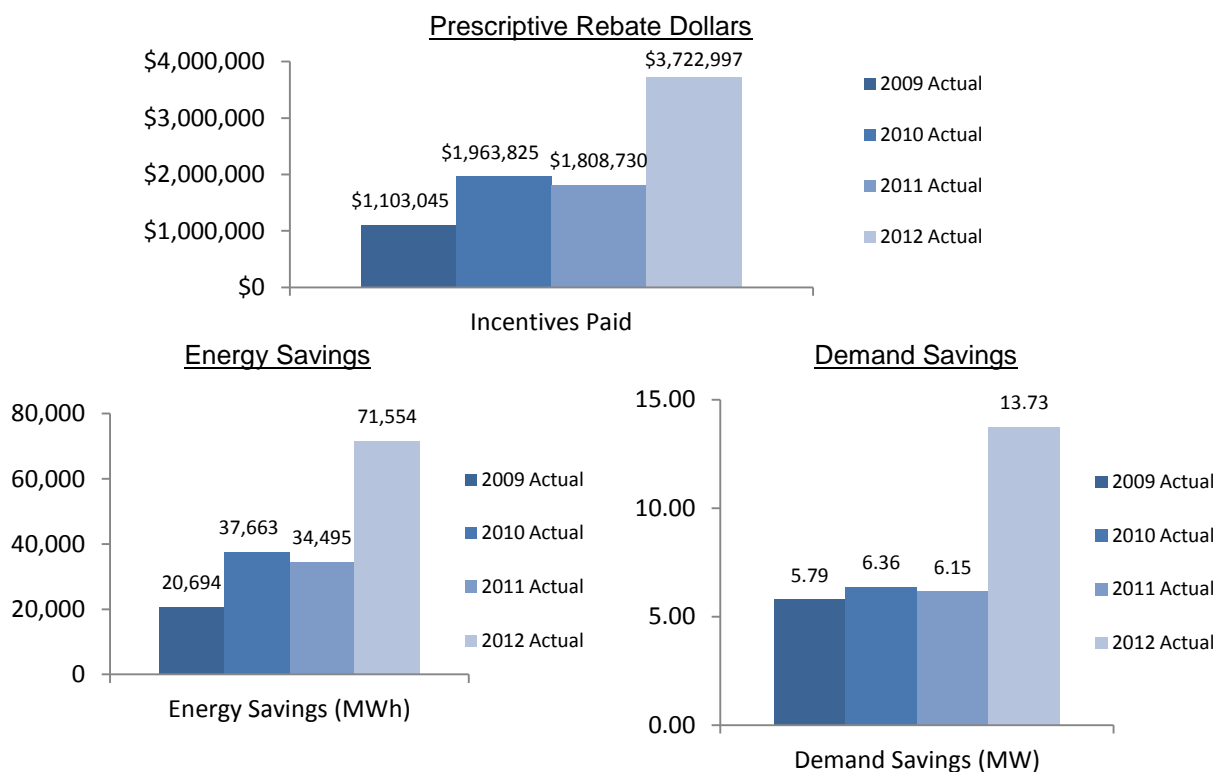 Prescriptive Rebate Dollars
$4,000,000
$3,000,000
$2,000,000
$1,000,000
$0
$1,103,045
$1,963,825
$1,808,730
$3,722,997
Incentives Paid
2009 Actual
2010 Actual
2011 Actual
2012 Actual
Energy Savings
80,000
60,000
40,000
20,000
0
20,694
37,663
34,495
71,554
Energy Savings (MWh)
2009 Actual
2010 Actual
2011 Actual
2012 Actual
Demand Savings
15.00
10.00
5.00
0.00
5.79
6.36
6.15
13.73
Demand Savings (MW)
2009 Actual
2010 Actual
2011 Actual
2012 Actual